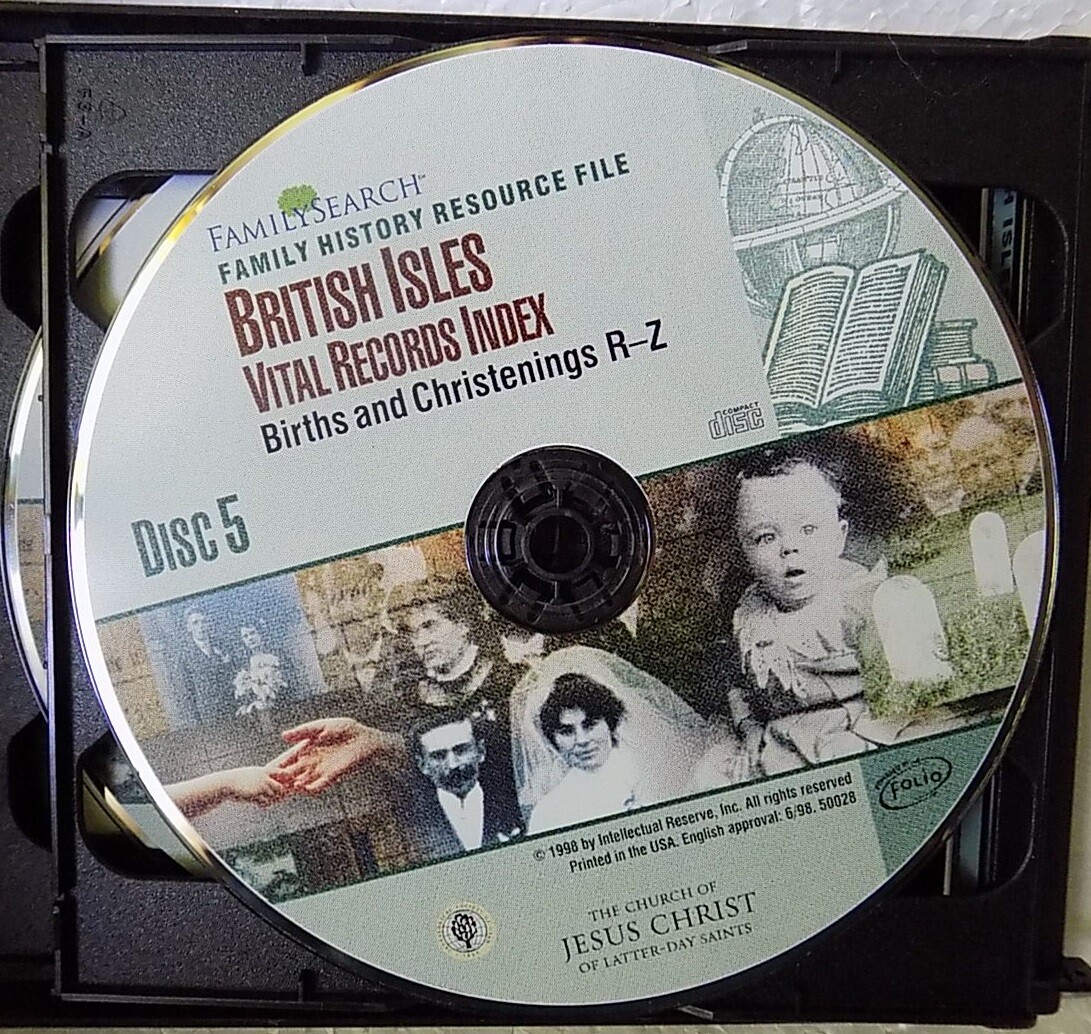 FAMILYSEARCH™
FAMILY HISTORY RESOURCE FILE
BRITISH ISLES
VITAL RECORDS INDEX
Births and Christenings R–Z
COMPACT
disc
DISC 5
© 1998 by Intellectual Reserve, Inc. All rights reserved
Printed in the USA. English approval: 6/98. 50028
FOLIO
THE CHURCH OF
JESUS CHRIST
OF LATTER-DAY SAINTS